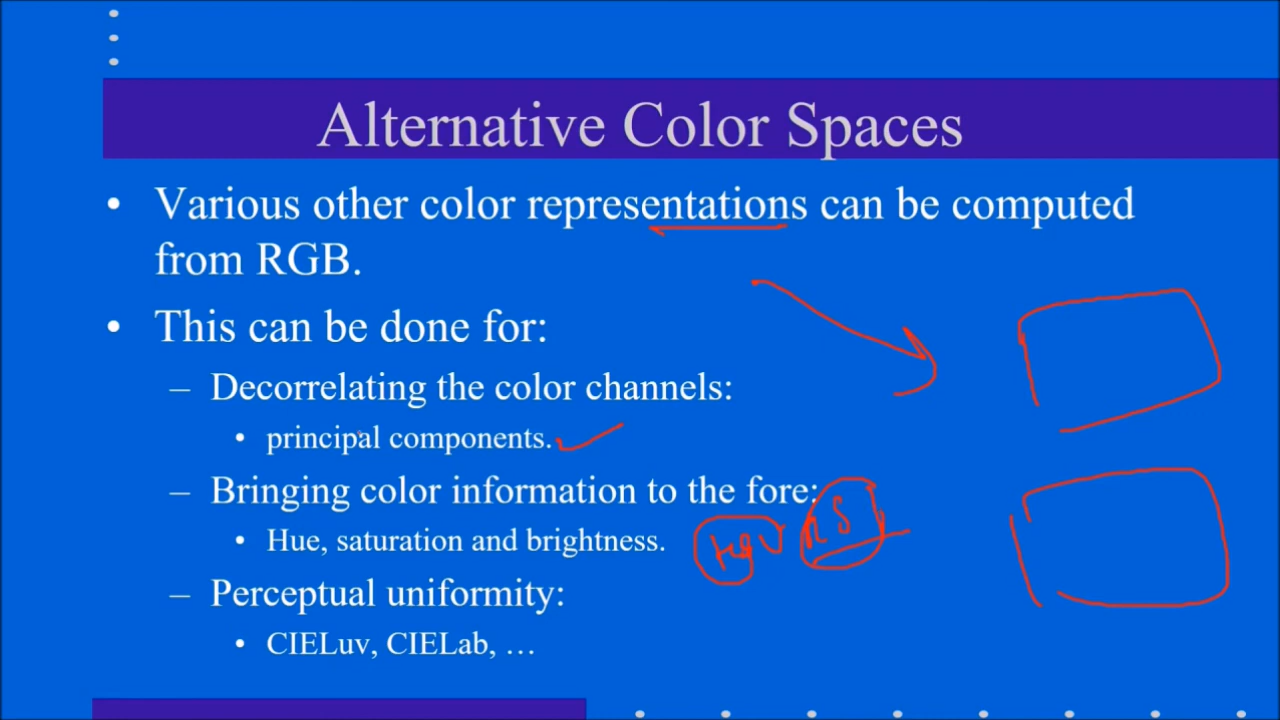 Alternative Color Spaces
• Various other color representations can be computed
from RGB.
• This can be done for:
– Decorrelating the color channels:
• principal components.
– Bringing color information to the fore:
• Hue, saturation and brightness.
– Perceptual uniformity:
• CIELuv, CIELab, …